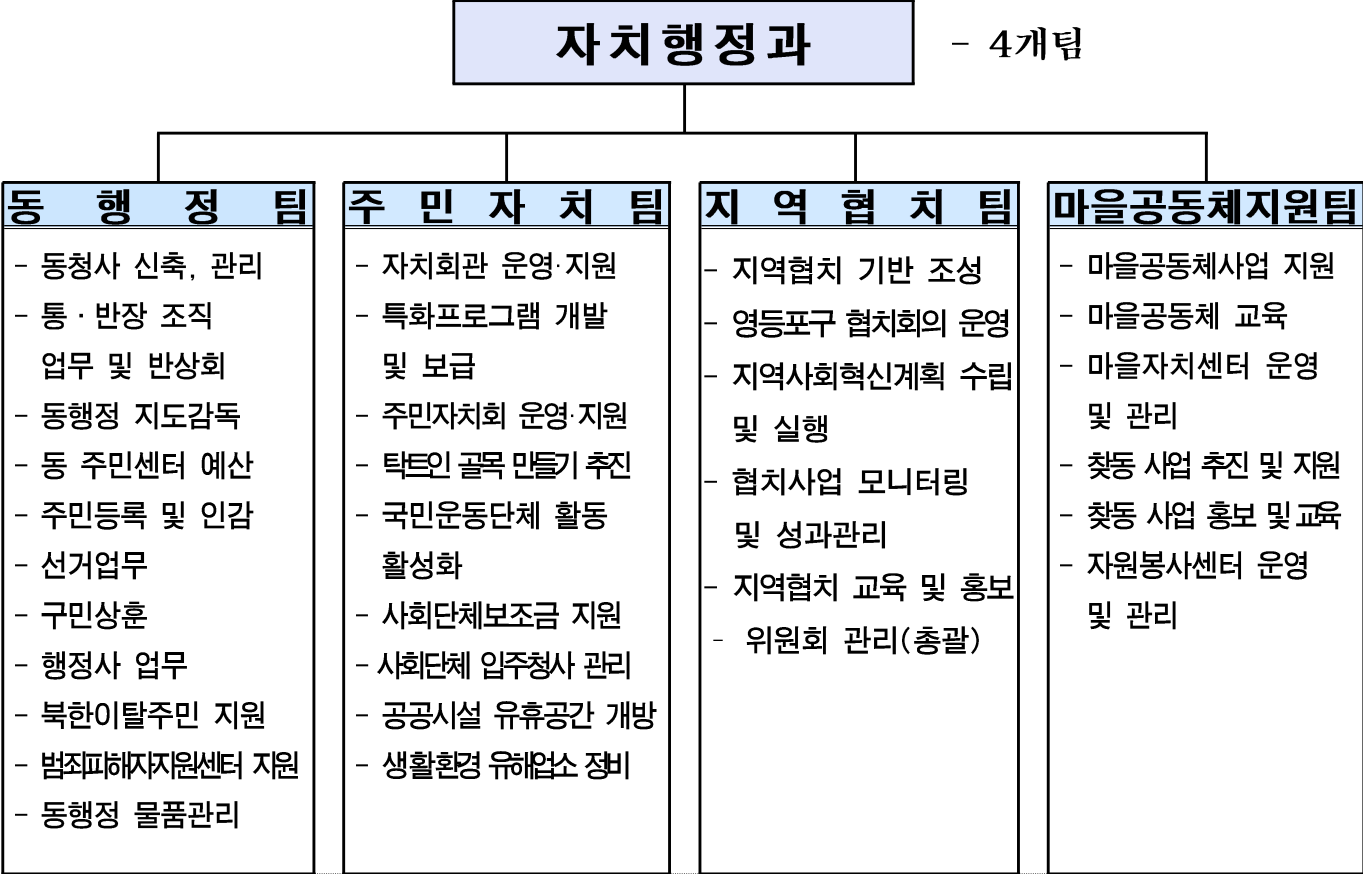 자치행정과
- 4개팀
동 행 정 팀
- 동청사 신축, 관리
- 통·반장 조직
업무 및 반상회
- 동행정 지도감독
- 동 주민센터 예산
- 주민등록 및 인감
- 선거업무
- 구민상훈
- 행정사 업무
- 북한이탈주민 지원
- 범죄피해자지원센터 지원
- 동행정 물품관리
주 민 자 치 팀
- 자치회관 운영·지원
- 특화프로그램 개발
및 보급
- 주민자치회 운영·지원
- 탁트인 골목 만들기 추진
- 국민운동단체 활동
활성화
- 사회단체보조금 지원
- 사회단체 입주청사 관리
- 공공시설 유휴공간 개방
- 생활환경 유해업소 정비
지 역 협 치 팀
- 지역협치 기반 조성
- 영등포구 협치회의 운영
- 지역사회혁신계획 수립
및 실행
- 협치사업 모니터링
및 성과관리
- 지역협치 교육 및 홍보
- 위원회 관리(총괄)
마을공동체지원팀
- 마을공동체사업 지원
- 마을공동체 교육
- 마을자치센터 운영
및 관리
- 찾동 사업 추진 및 지원
- 찾동 사업 홍보 및 교육
- 자원봉사센터 운영
및 관리